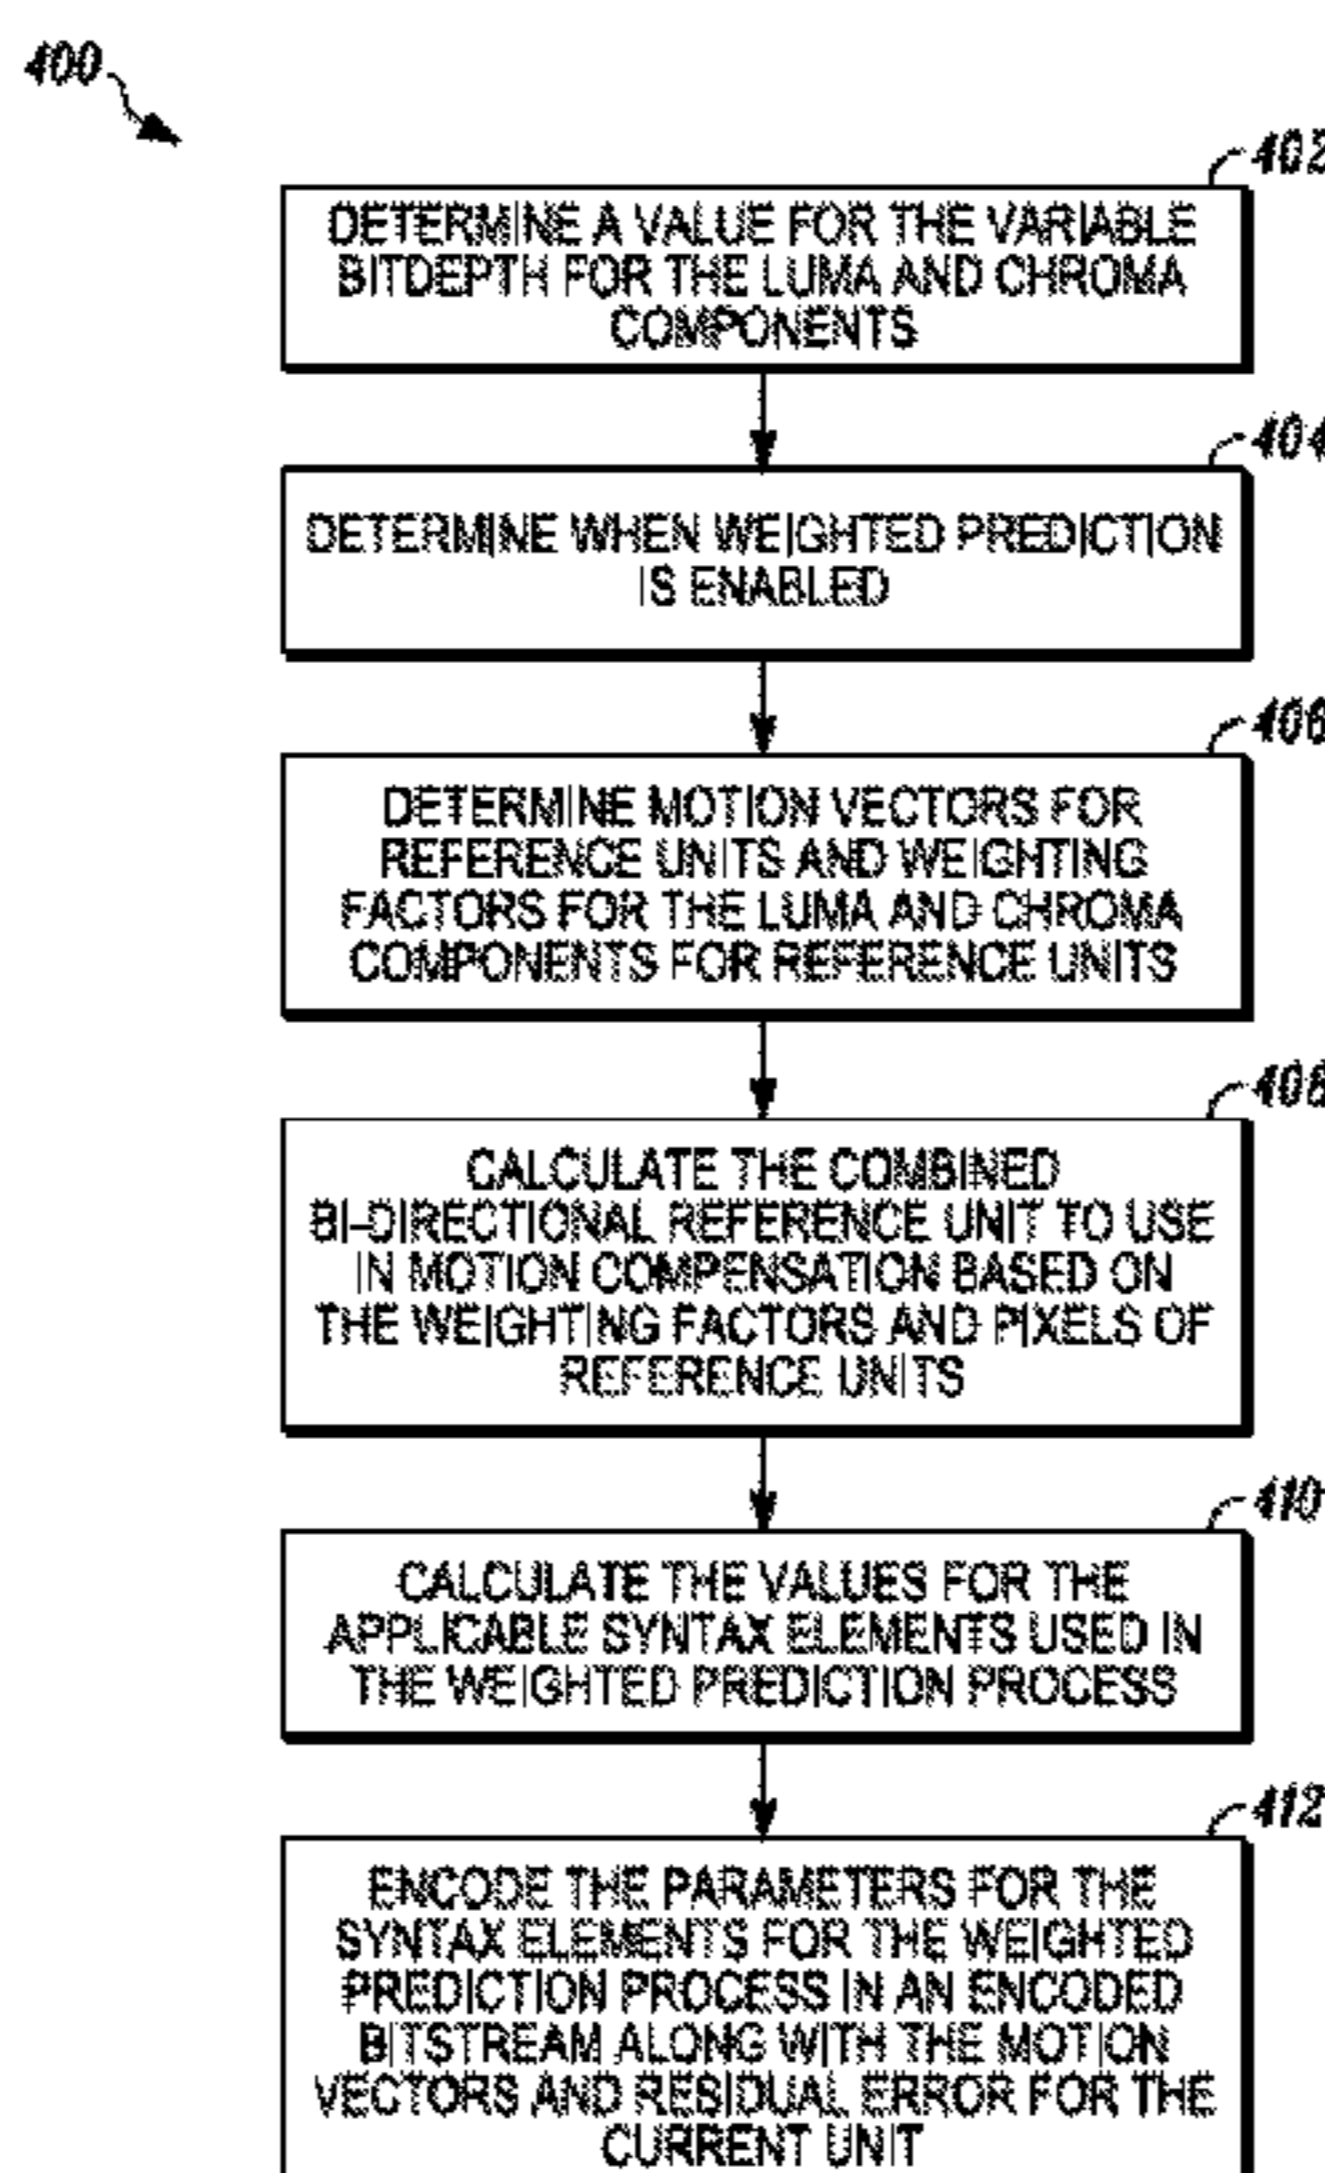 400
402
DETERMINE A VALUE FOR THE VARIABLE
BITDEPTH FOR THE LUMA AND CHROMA
COMPONENTS
404
DETERMINE WHEN WEIGHTED PREDICTION
IS ENABLED
406
DETERMINE MOTION VECTORS FOR
REFERENCE UNITS AND WEIGHTING
FACTORS FOR THE LUMA AND CHROMA
COMPONENTS FOR REFERENCE UNITS
408
CALCULATE THE COMBINED
BI-DIRECTIONAL REFERENCE UNIT TO USE
IN MOTION COMPENSATION BASED ON
THE WEIGHTING FACTORS AND PIXELS OF
REFERENCE UNITS
410
CALCULATE THE VALUES FOR THE
APPLICABLE SYNTAX ELEMENTS USED IN
THE WEIGHTED PREDICTION PROCESS
412
ENCODE THE PARAMETERS FOR THE
SYNTAX ELEMENTS FOR THE WEIGHTED
PREDICTION PROCESS IN AN ENCODED
BITSTREAM ALONG WITH THE MOTION
VECTORS AND RESIDUAL ERROR FOR THE
CURRENT UNIT